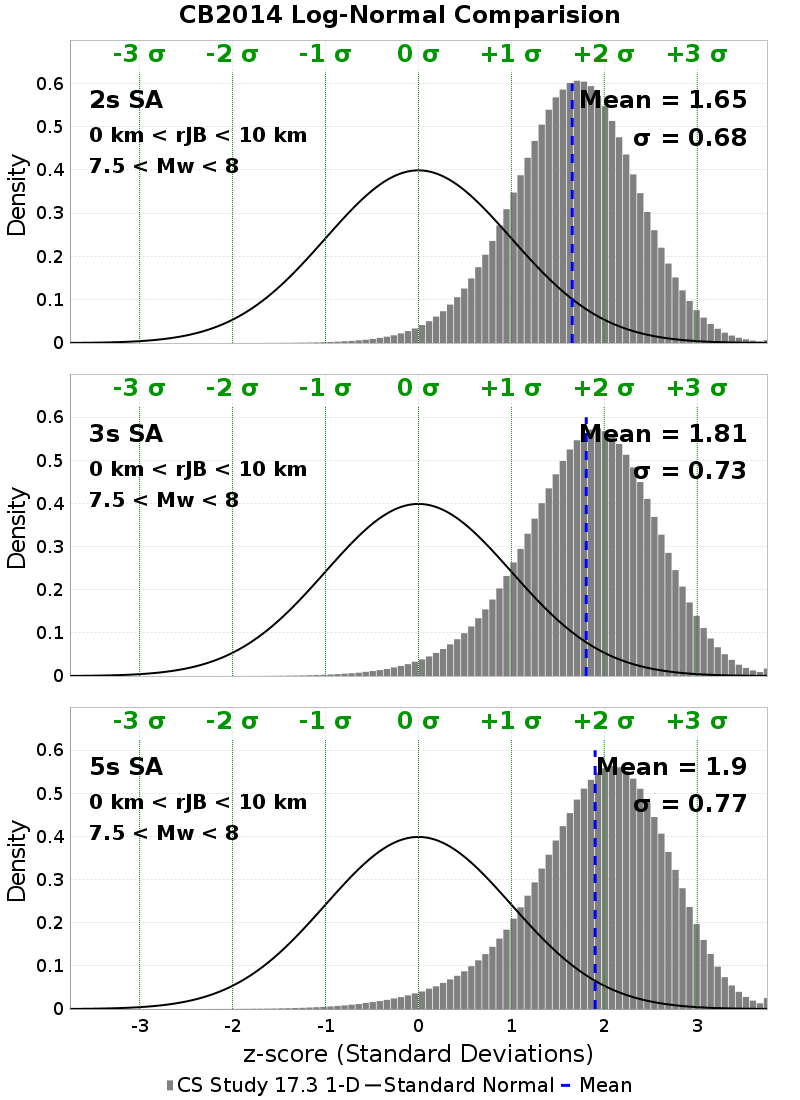 CB2014 Log-Normal Comparision
-3 σ -2 σ -1 σ 0 σ +1 σ +2 σ +3 σ
2s SA
Mean = 1.65
0 km < rJB < 10 km
σ = 0.68
7.5 < Mw < 8
0.6
0.5
0.4
0.3
0.2
0.1
0
Density
-3 σ -2 σ -1 σ 0 σ +1 σ +2 σ +3 σ
3s SA
Mean = 1.81
0 km < rJB < 10 km
σ = 0.73
7.5 < Mw < 8
0.6
0.5
0.4
0.3
0.2
0.1
0
Density
-3 σ -2 σ -1 σ 0 σ +1 σ +2 σ +3 σ
5s SA
Mean = 1.9
0 km < rJB < 10 km
σ = 0.77
7.5 < Mw < 8
0.6
0.5
0.4
0.3
0.2
0.1
0
Density
-3 -2 -1 0 1 2 3
z-score (Standard Deviations)
CS Study 17.3 1-D Standard Normal Mean